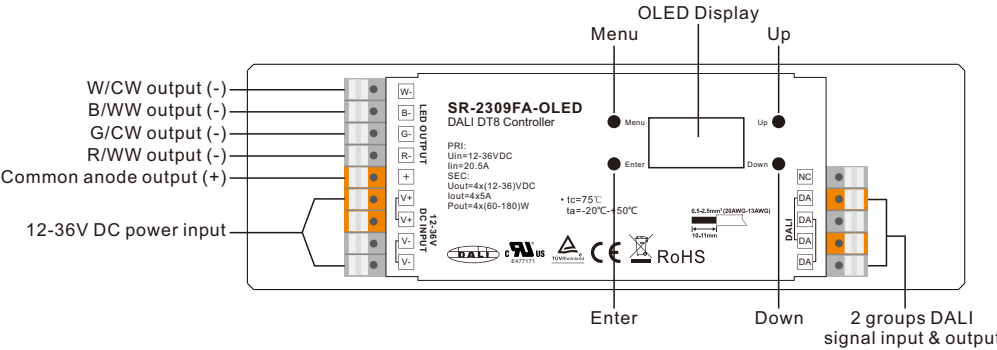 OLED Display
Menu
Up
W/CW output (-)
B/WW output (-)
G/CW output (-)
R/WW output (-)
Common anode output (+)
12-36V DC power input
W-
B-
G-
R-
+
V+
V+
V-
V-
LED OUTPUT
12-36V
DC INPUT
SR-2309FA-OLED
DALI DT8 Controller
PRI:
Uin=12-36VDC
Iin=20.5A
SEC:
Uout=4x(12-36)VDC
Iout=4x5A
Pout=4x(60-180)W
Menu
Enter
Up
Down
• tc=75℃
ta=-20℃-+50℃
0.5-2.5mm² (20AWG-13AWG)
10-11mm
DALI
c RU US
E477171
TÜVRheinland
CE
RoHS
NC
DA
DA
DA
DA
DALI
Enter
Down
2 groups DALI
signal input & output